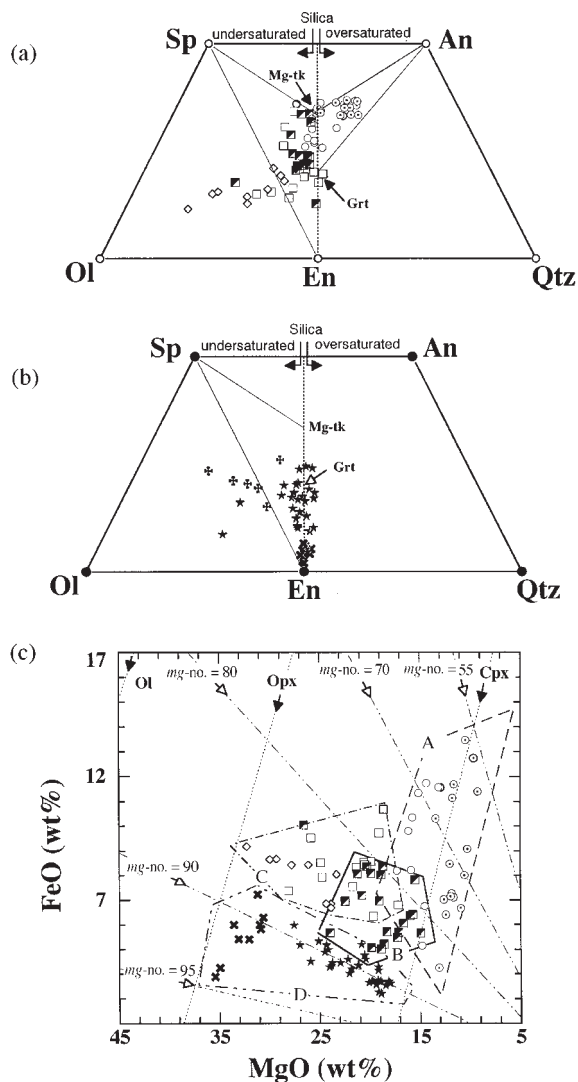 (a)
Silica
undersaturated oversaturated
Sp An
Mg-tk
Grt
Ol En Qtz
(b)
Silica
undersaturated oversaturated
Sp An
Mg-tk
Grt
Ol En Qtz
(c)
17
12
7
FeO (wt%)
Ol
mg-no. = 80
Opx
mg-no. = 70
mg-no. = 55
Cpx
A
mg-no. = 90
C
B
mg-no. = 95
D
45 35 25 15 5
MgO (wt%)